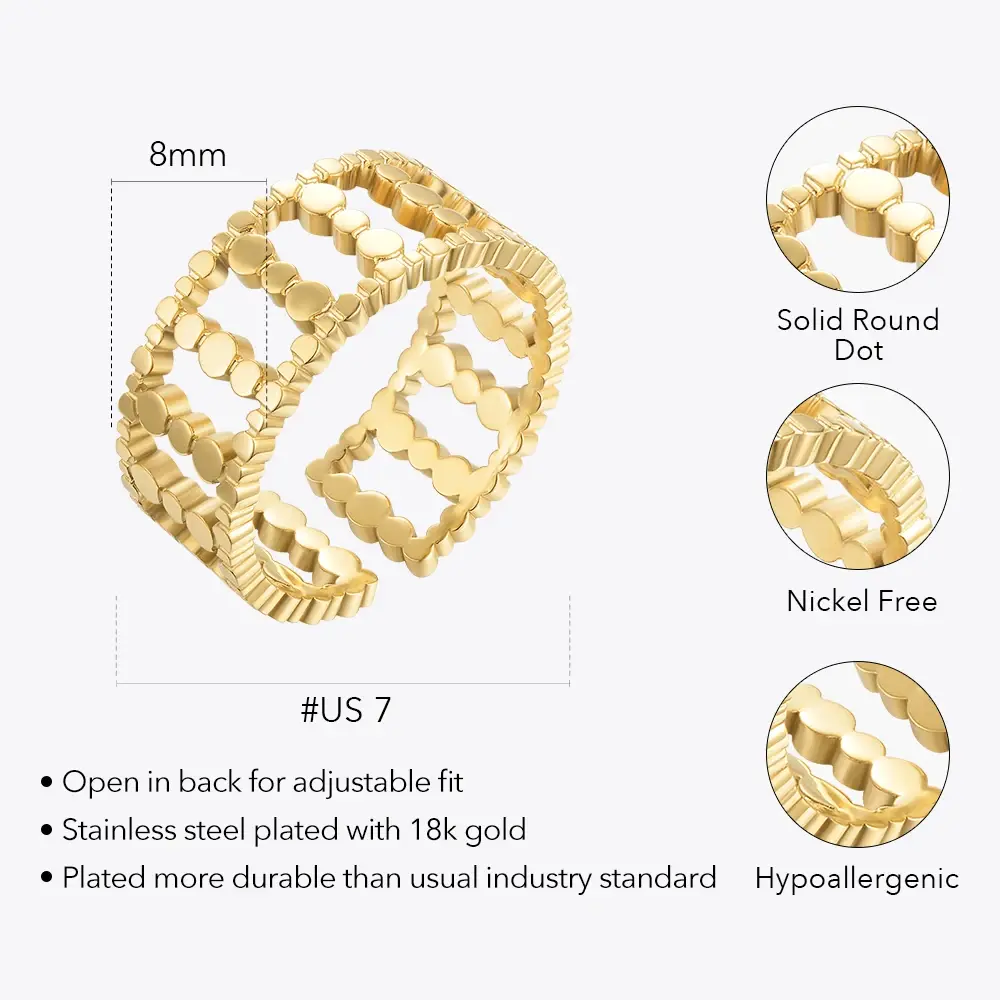 8mm
Solid Round
Dot
Nickel Free
#US 7
• Open in back for adjustable fit
• Stainless steel plated with 18k gold
• Plated more durable than usual industry standard
Hypoallergenic